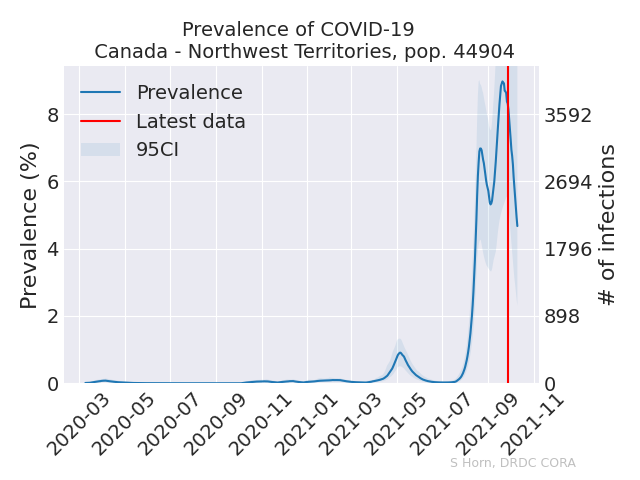 Prevalence of COVID-19
Canada - Northwest Territories, pop. 44904
Prevalence
Latest data
95CI
Prevalence (%)
8
6
4
2
0
3592
2694
1796
898
0
# of infections
2020-03
2020-05
2020-07
2020-09
2020-11
2021-01
2021-03
2021-05
2021-07
2021-09
2021-11
S Horn, DRDC CORA